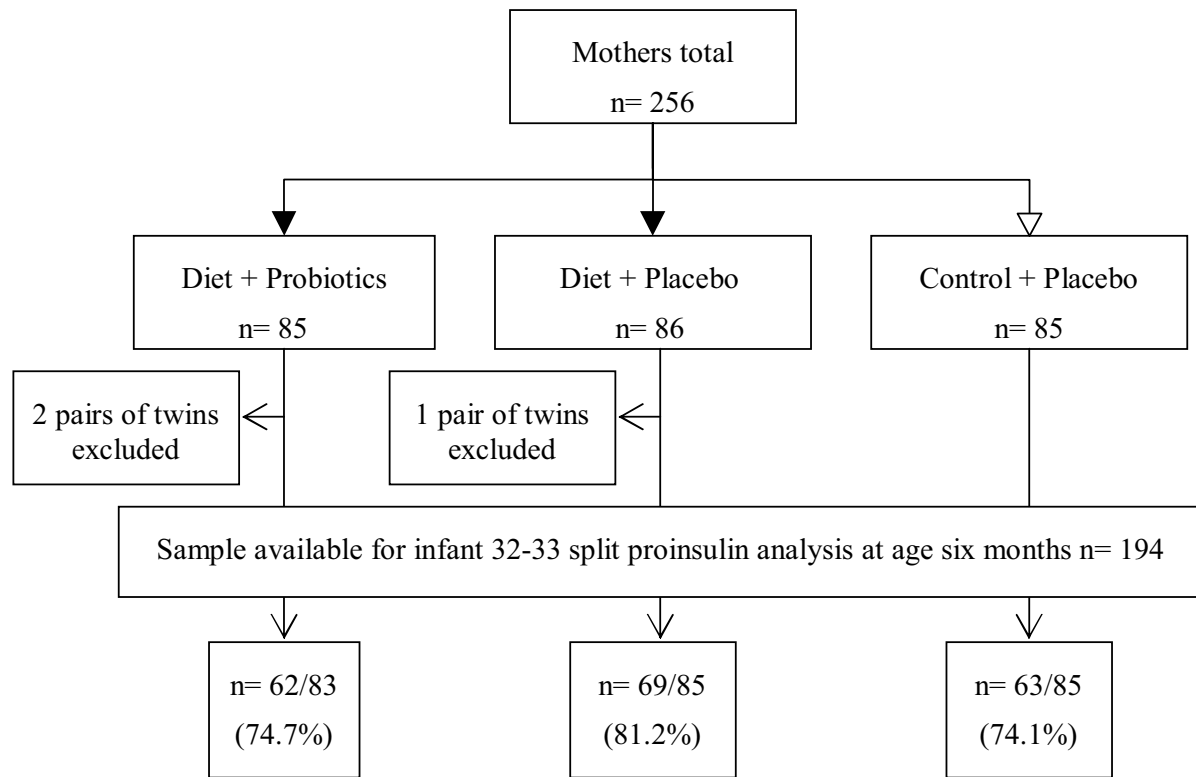 Mothers total
n= 256
Diet + Probiotics
n= 85
Diet + Placebo
n= 86
Control + Placebo
n= 85
2 pairs of twins
excluded
1 pair of twins
excluded
Sample available for infant 32-33 split proinsulin analysis at age six months n= 194
n= 62/83
(74.7%)
n= 69/85
(81.2%)
n= 63/85
(74.1%)